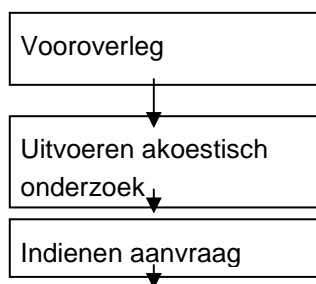 Vooroverleg
Uitvoeren akoestisch
onderzoek
Indienen aanvraag